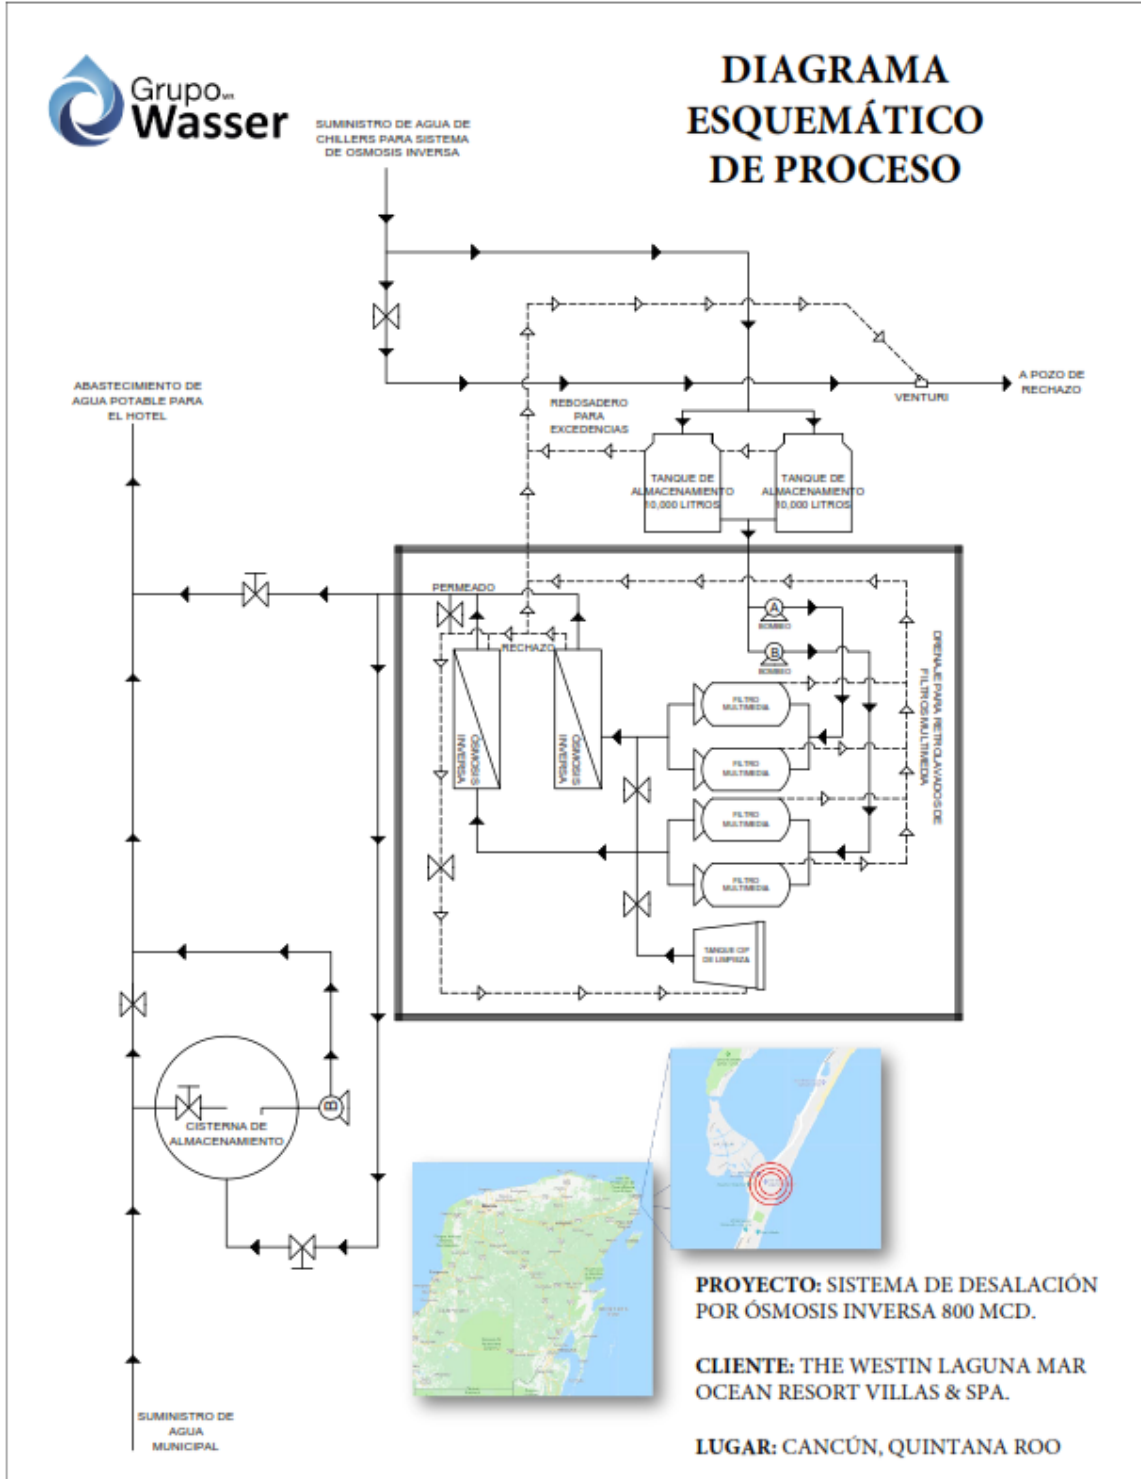 Grupo MR
Wasser
DIAGRAMA
ESQUEMÁTICO
DE PROCESO
SUMINISTRO DE AGUA DE
CHILLERS PARA SISTEMA
DE OSMOSIS INVERSA
ABASTECIMIENTO DE
AGUA POTABLE PARA
EL HOTEL
REBOSADERO
PARA
EXCEDENCIAS
VENTURI
A POZO DE
RECHAZO
TANQUE DE
ALMACENAMIENTO
10,000 LITROS
TANQUE DE
ALMACENAMIENTO
10,000 LITROS
PERMEADO
RECHAZO
A
BOMBEO
B
BOMBEO
DRENAJE PARA RETROLAVADOS DE
FILTROS MULTIMEDIA
OSMOSIS
INVERSA
OSMOSIS
INVERSA
FILTRO
MULTIMEDIA
FILTRO
MULTIMEDIA
FILTRO
MULTIMEDIA
FILTRO
MULTIMEDIA
TANQUE CIP
DE LIMPIEZA
B
CISTERNA DE
ALMACENAMIENTO
SUMINISTRO DE
AGUA
MUNICIPAL
PROYECTO: SISTEMA DE DESALACIÓN
POR ÓSMOSIS INVERSA 800 MCD.
CLIENTE: THE WESTIN LAGUNA MAR
OCEAN RESORT VILLAS & SPA.
LUGAR: CANCÚN, QUINTANA ROO